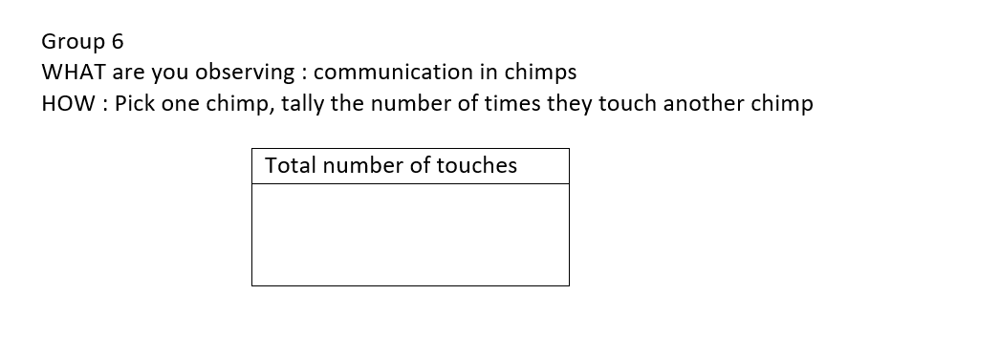 Group 6
WHAT are you observing : communication in chimps
HOW : Pick one chimp, tally the number of times they touch another chimp
Total number of touches